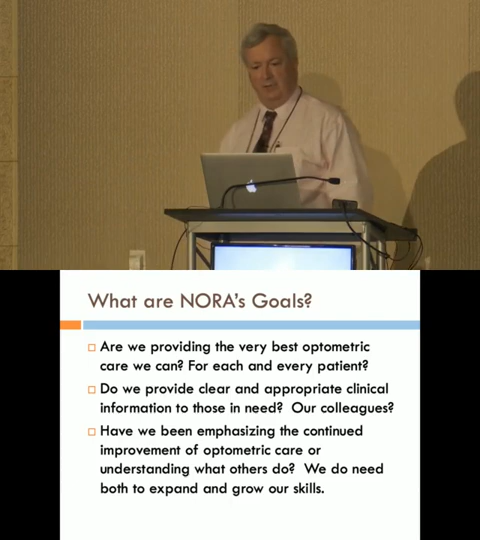 What are NORA's Goals?
Are we providing the very best optometric
care we can? For each and every patient?
Do we provide clear and appropriate clinical
information to those in need? Our colleagues?
Have we been emphasizing the continued
improvement of optometric care or
understanding what others do? We do need
both to expand and grow our skills.